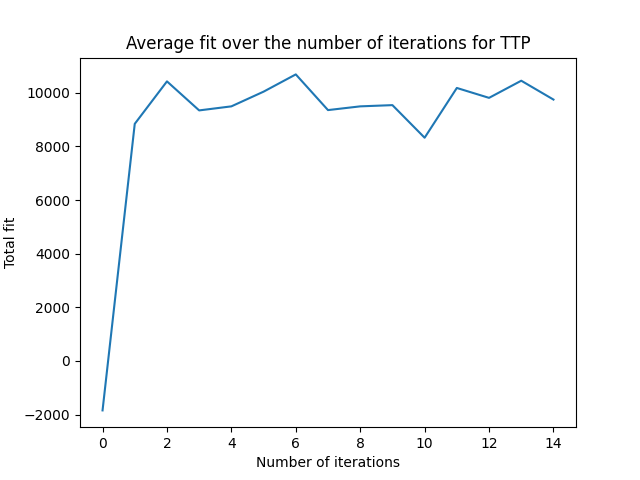 Average fit over the number of iterations for TTP
Total fit
10000
8000
6000
4000
2000
0
−2000
0 2 4 6 8 10 12 14
Number of iterations